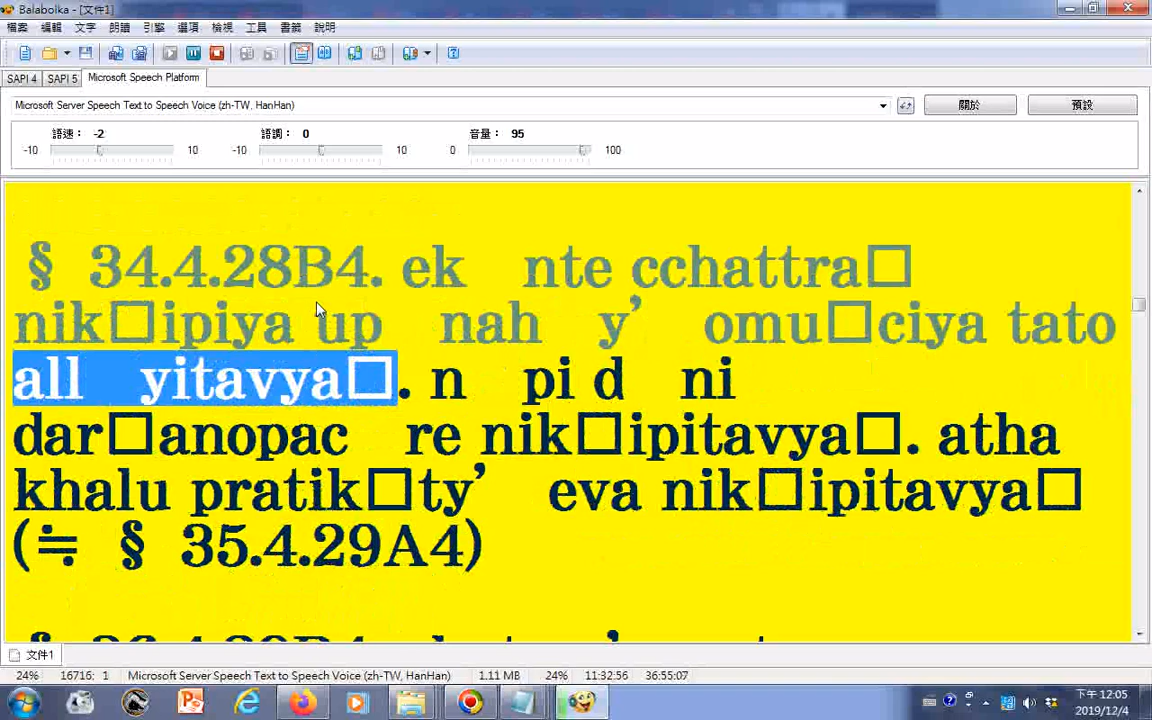 Balabolka - [文件1]
檔案 編輯 文字 朗讀 引擎 選項 檢視 工具 書籤 說明
SAPI 4 SAPI 5 Microsoft Speech Platform
Microsoft Server Speech Text to Speech Voice (zh-TW, HanHan) 關於 預設
語速： -2 語調： 0 音量： 95
-10 10 -10 10 0 100
§ 34.4.28B4. ek nte cchattra□
nik□ipiya up nah y’ omu□ciya tato
all yitavya□. n pi d ni
dar□anopac re nik□ipitavya□. atha
khalu pratik□ty’ eva nik□ipitavya□
(≒ § 35.4.29A4)
文件1
24% 16716: 1 Microsoft Server Speech Text to Speech Voice (zh-TW, HanHan) 1.11 MB 24% 11:32:56 36:55:07
下午 12:05
2019/12/4